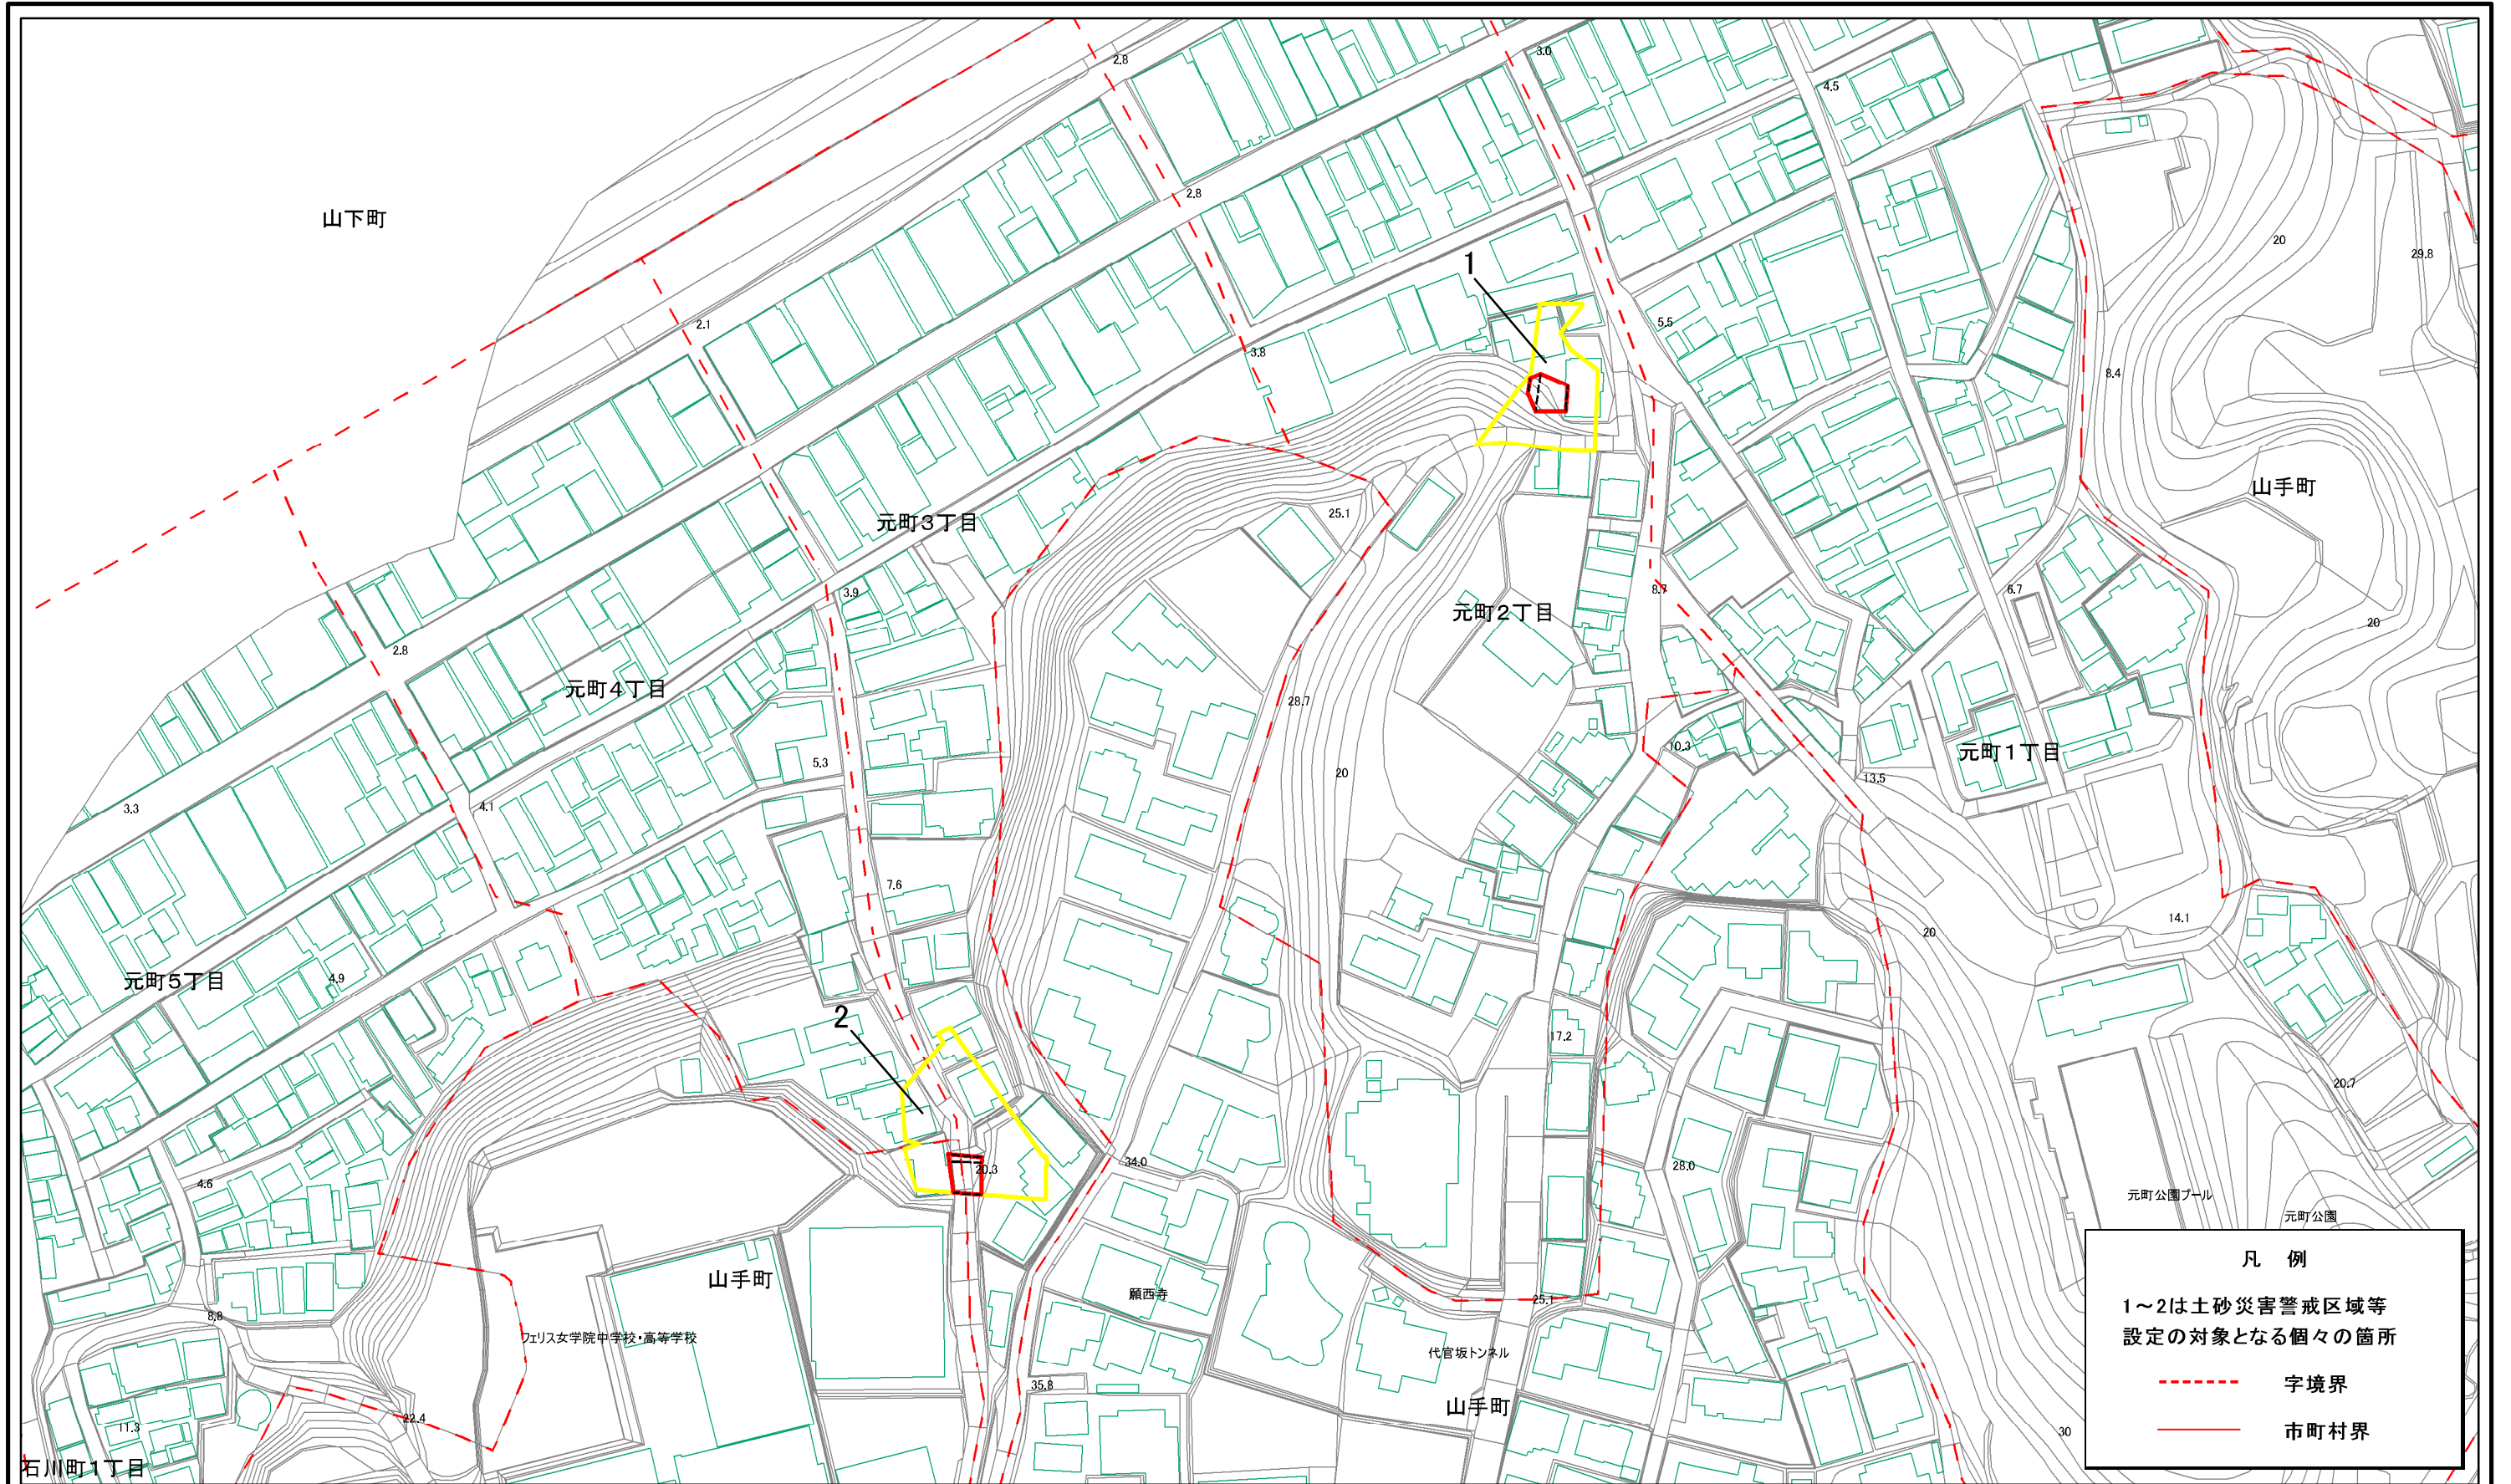 2.8
3.0
4.5
山下町
2.8
20
29.8
1
2.1
5.5
3.8
8.4
山手町
25.1
元町3丁目
3.9
8.7
6.7
元町2丁目
20
2.8
元町4丁目
28.7
10.3
元町1丁目
5.3
20
13.5
3.3
4.1
7.6
14.1
20
元町5丁目
4.9
2
17.2
20.7
34.0
20.3
28.0
4.6
元町公園プール
元町公園
山手町
願西寺
25.1
8.8
フェリス女学院中学校・高等学校
代官坂トンネル
35.8
山手町
22.4
11.3
30
石川町1丁目
凡 例
1~2は土砂災害警戒区域等
設定の対象となる個々の箇所
字境界
市町村界